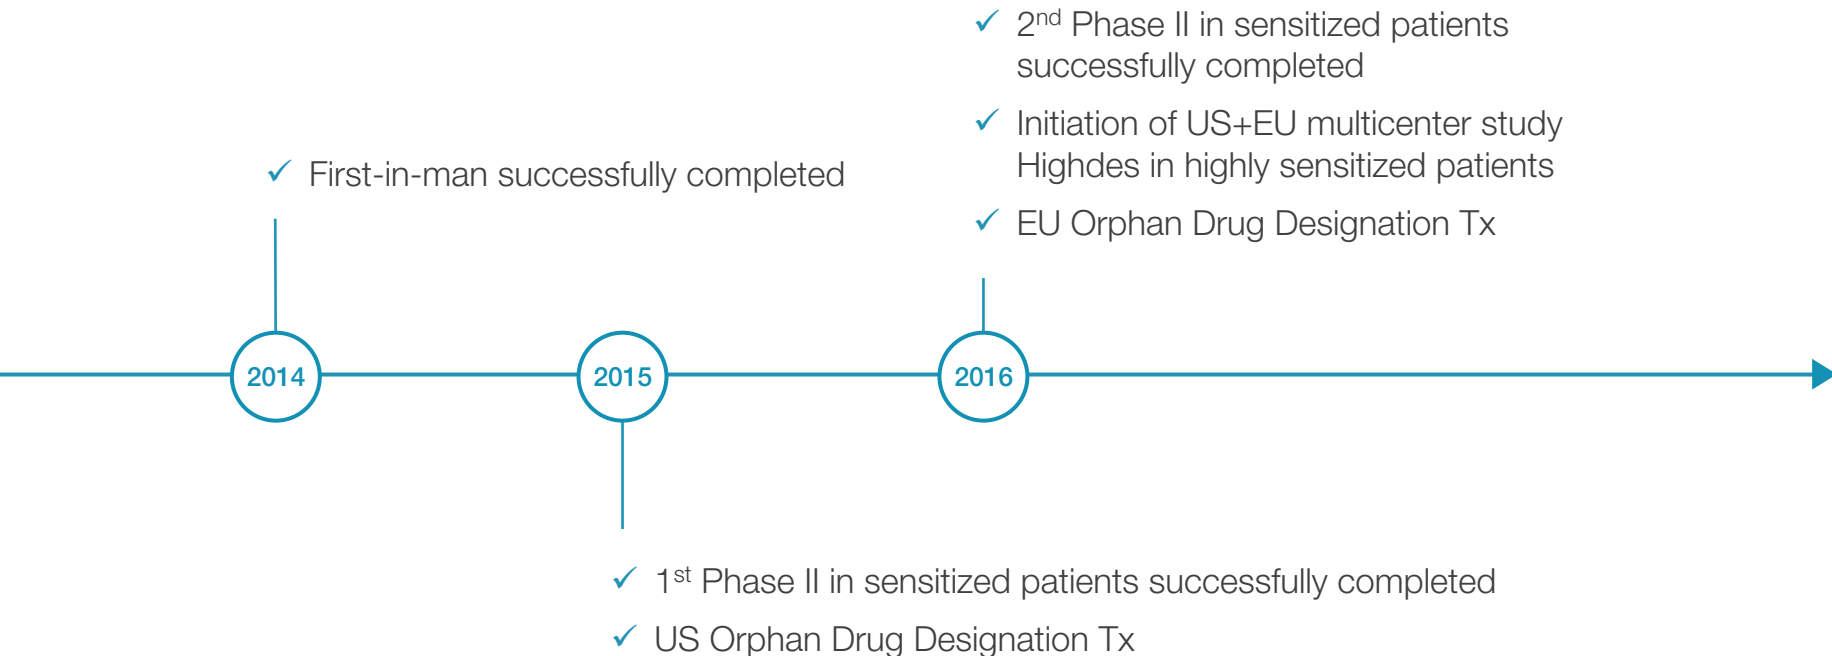 2nd Phase II in sensitized patients
successfully completed
Initiation of US+EU multicenter study
Highdes in highly sensitized patients
EU Orphan Drug Designation Tx
First-in-man successfully completed
2014
2015
2016
1st Phase II in sensitized patients successfully completed
US Orphan Drug Designation Tx